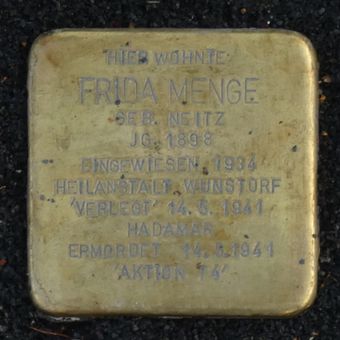 HIER WOHNTE
FRIDA MENGE
GEB. NEITZ
JG. 1898
EINGEWIESEN 1934
HEILANSTALT WUNSTORF
'VERLEGT' 14.5.1941
HADAMAR
ERMORDET 14.5.1941
'AKTION T4'